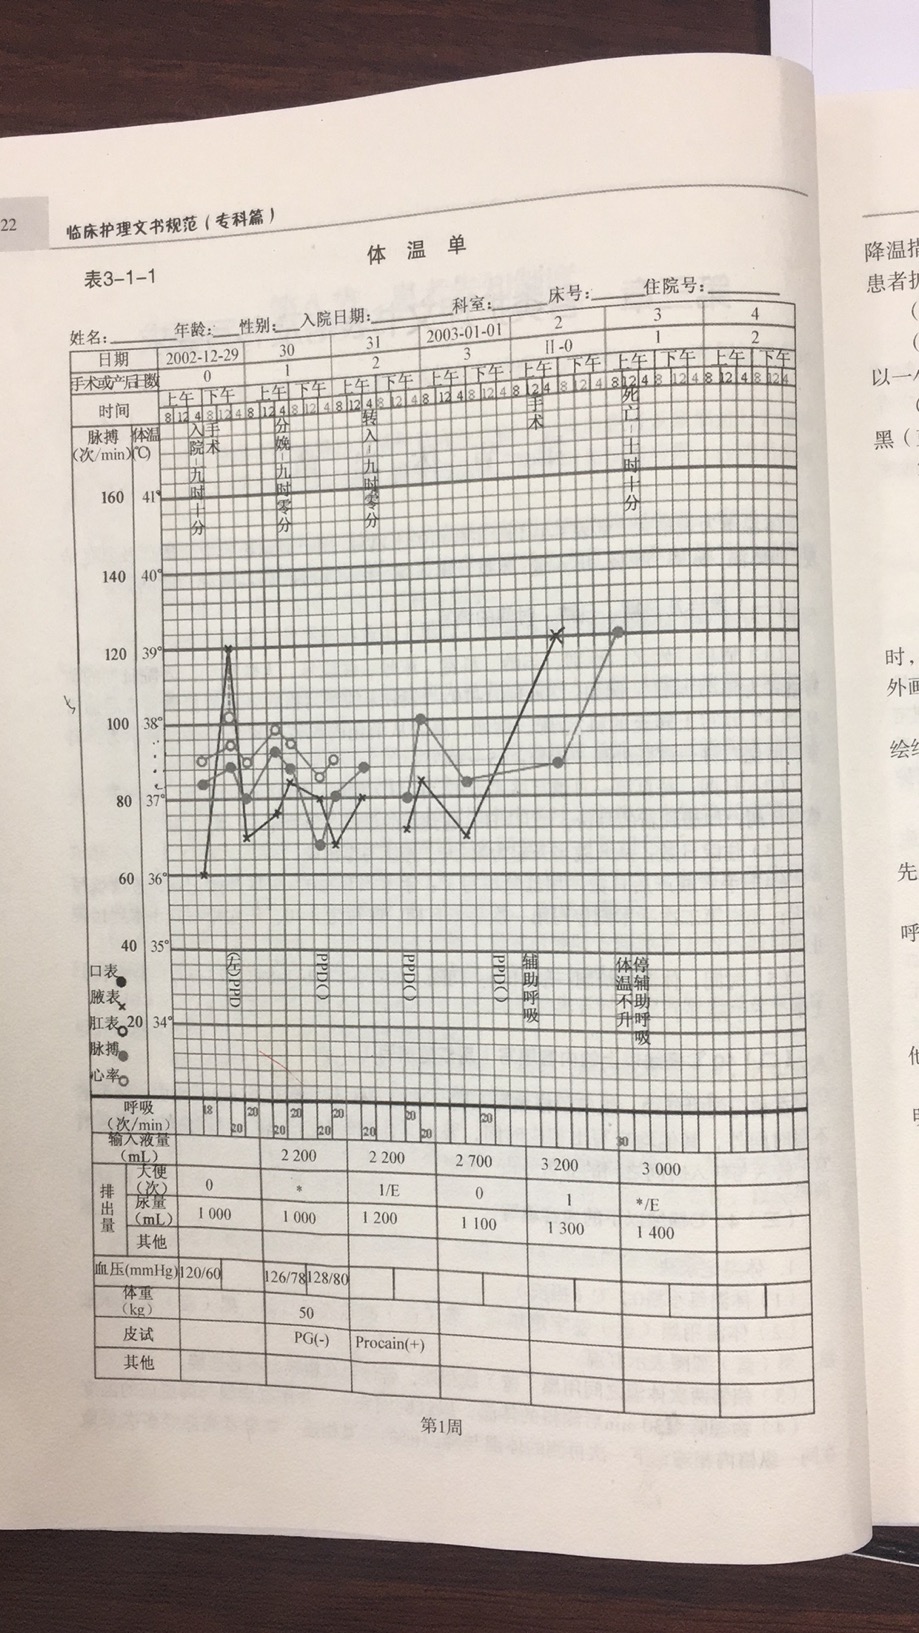 22
临床护理文书规范（专科篇）
体 温 单
表3-1-1
姓名： 年龄： 性别： 入院日期： 科室： 床号： 住院号：
日期 2002-12-29 30 31 2003-01-01 2 3 4
手术或产后日数 0 1 2 3 II-0 1 2
上午 下午 上午 下午 上午 下午 上午 下午 上午 下午 上午 下午 上午 下午
时间 8 12 4 8 12 4 8 12 4 8 12 4 8 12 4 8 12 4 8 12 4 8 12 4 8 12 4 8 12 4 8 12 4 8 12 4 8 12 4 8 12 4
脉搏 体温
(次/min) (℃)
入院–九时十分
手术
分娩–九时零分
转入–九时零分
手术
死亡–十时十分
160 41°
140 40°
120 39°
100 38°
80 37°
60 36°
40 35°
20 34°
口表
腋表
肛表
脉搏
心率
(左)PPD
PPD( )
PPD( )
PPD( )
辅助呼吸
体温不升
停辅助呼吸
呼吸
（次/min）
18 20 20 20 20 20 20 20 20 20 30
输入液量
（mL） 2 200 2 200 2 700 3 200 3 000
排出量
大便
（次） 0 * 1/E 0 1 */E
尿量
（mL） 1 000 1 000 1 200 1 100 1 300 1 400
其他
血压(mmHg) 120/60 126/78 128/80
体重
（kg） 50
皮试 PG(-) Procain(+)
其他
第1周
降温措
患者护
以一小
黑（
时，
外画
绘红
先
呼